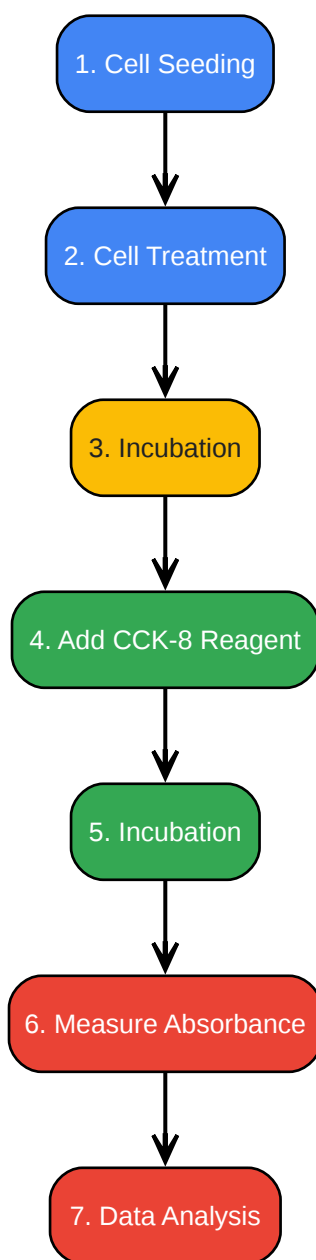 1. Cell Seeding
2. Cell Treatment
3. Incubation
4. Add CCK-8 Reagent
5. Incubation
6. Measure Absorbance
7. Data Analysis